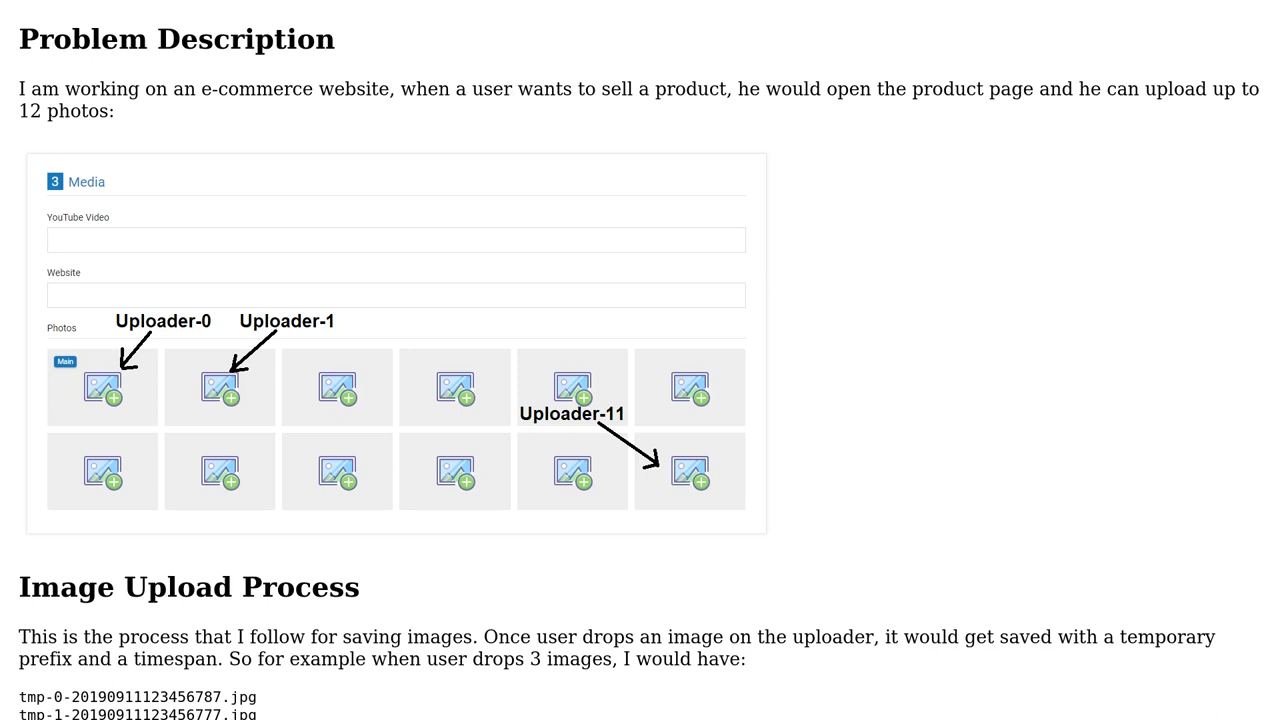 Problem Description
I am working on an e-commerce website, when a user wants to sell a product, he would open the product page and he can upload up to
12 photos:
3 Media
YouTube Video
Website
Photos
Uploader-0 Uploader-1
Main
Uploader-11
Image Upload Process
This is the process that I follow for saving images. Once user drops an image on the uploader, it would get saved with a temporary
prefix and a timespan. So for example when user drops 3 images, I would have:
tmp-0-20190911123456787.jpg
tmp-1-20190911123456777.jpg